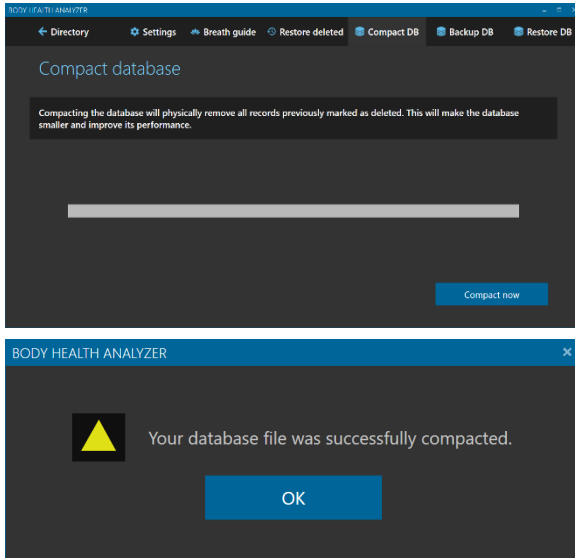 BODY HEALTH ANALYZER
Directory Settings Breath guide Restore deleted Compact DB Backup DB Restore DB
Compact database
Compacting the database will physically remove all records previously marked as deleted. This will make the database
smaller and improve its performance.
Compact now
BODY HEALTH ANALYZER
Your database file was successfully compacted.
OK